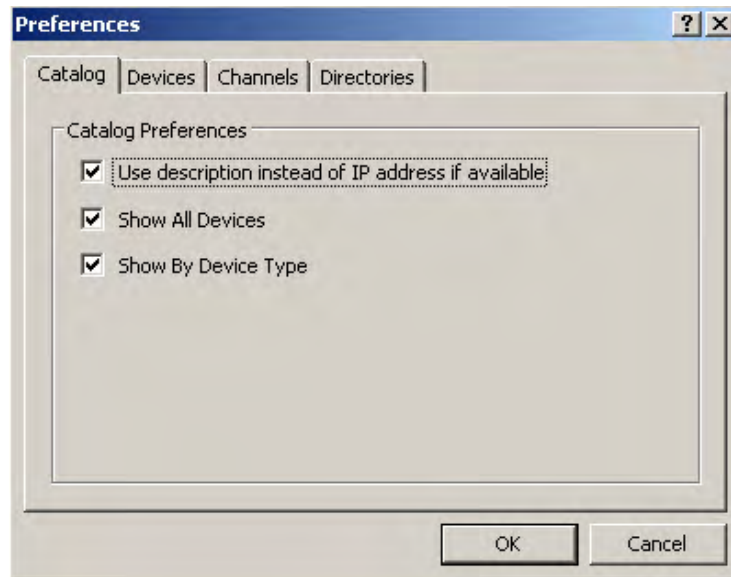 Preferences
Catalog Devices Channels Directories
Catalog Preferences
Use description instead of IP address if available
Show All Devices
Show By Device Type
OK Cancel